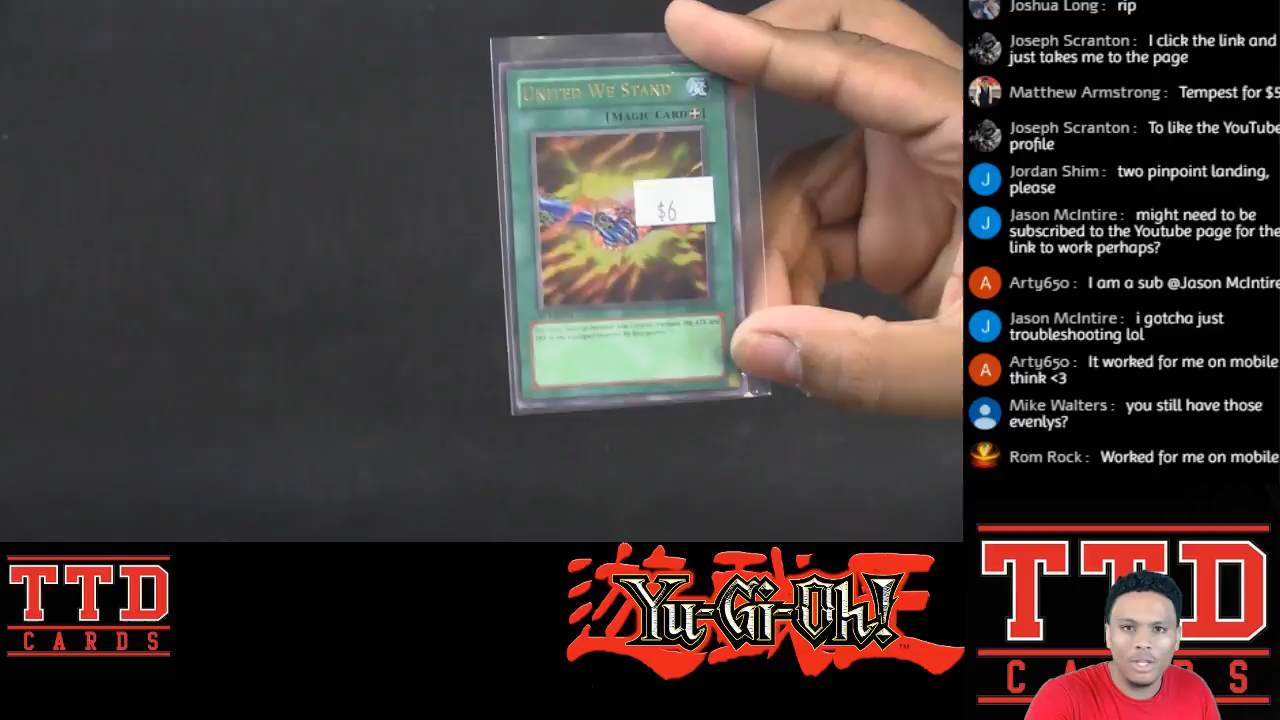 UNITED WE STAND
[MAGIC CARD
$6
Joshua Long : rip
Joseph Scranton : I click the link and
just takes me to the page
Matthew Armstrong : Tempest for $5
Joseph Scranton : To like the YouTube
profile
Jordan Shim : two pinpoint landing,
please
Jason McIntire : might need to be
subscribed to the Youtube page for the
link to work perhaps?
Arty650 : I am a sub @Jason McIntire
Jason McIntire : i gotcha just
troubleshooting lol
Arty650 : It worked for me on mobile
think <3
Mike Walters : you still have those
evenlys?
Rom Rock : Worked for me on mobile
TTD
CARDS
遊戯王
Yu-Gi-Oh!
™
TTD